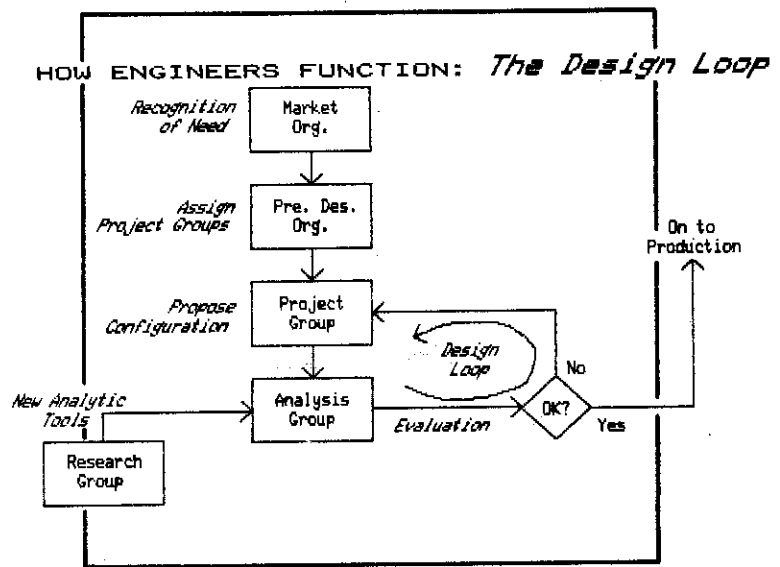 HOW ENGINEERS FUNCTION: The Design Loop
Recognition
of Need
Market
Org.
Assign
Project Groups
Pre. Des.
Org.
On to
Production
Propose
Configuration
Project
Group
Design
Loop
No
New Analytic
Tools
Analysis
Group
Evaluation
OK?
Yes
Research
Group